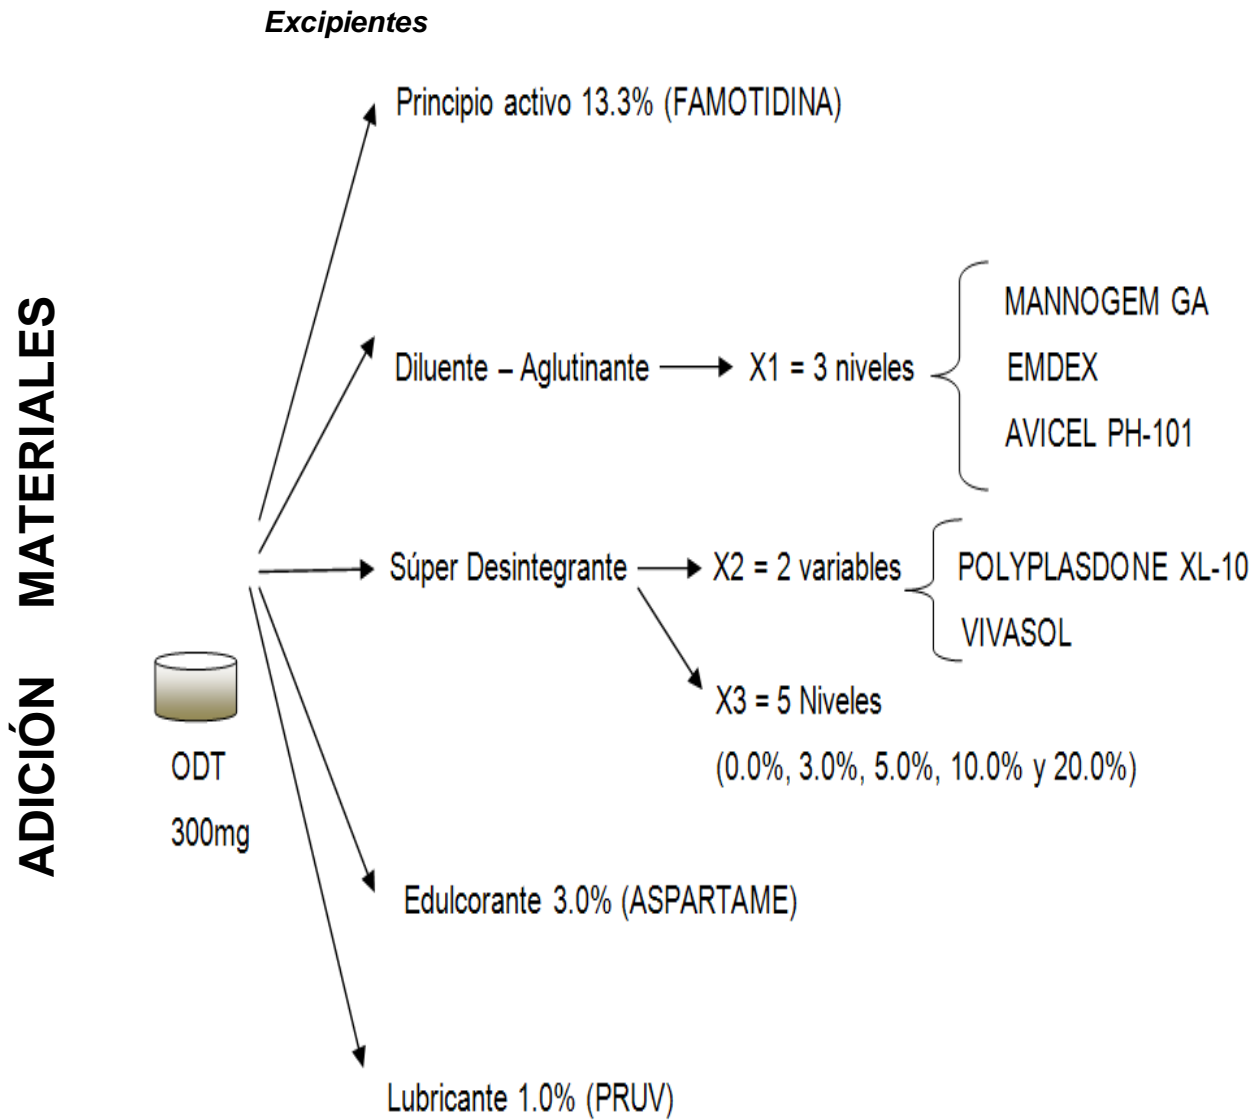 Excipientes
ADICIÓN MATERIALES
Principio activo 13.3% (FAMOTIDINA)
Diluente – Aglutinante
X1 = 3 niveles
MANNOGEM GA
EMDEX
AVICEL PH-101
Súper Desintegrante
X2 = 2 variables
POLYPLASDONE XL-10
VIVASOL
X3 = 5 Niveles
(0.0%, 3.0%, 5.0%, 10.0% y 20.0%)
ODT
300mg
Edulcorante 3.0% (ASPARTAME)
Lubricante 1.0% (PRUV)